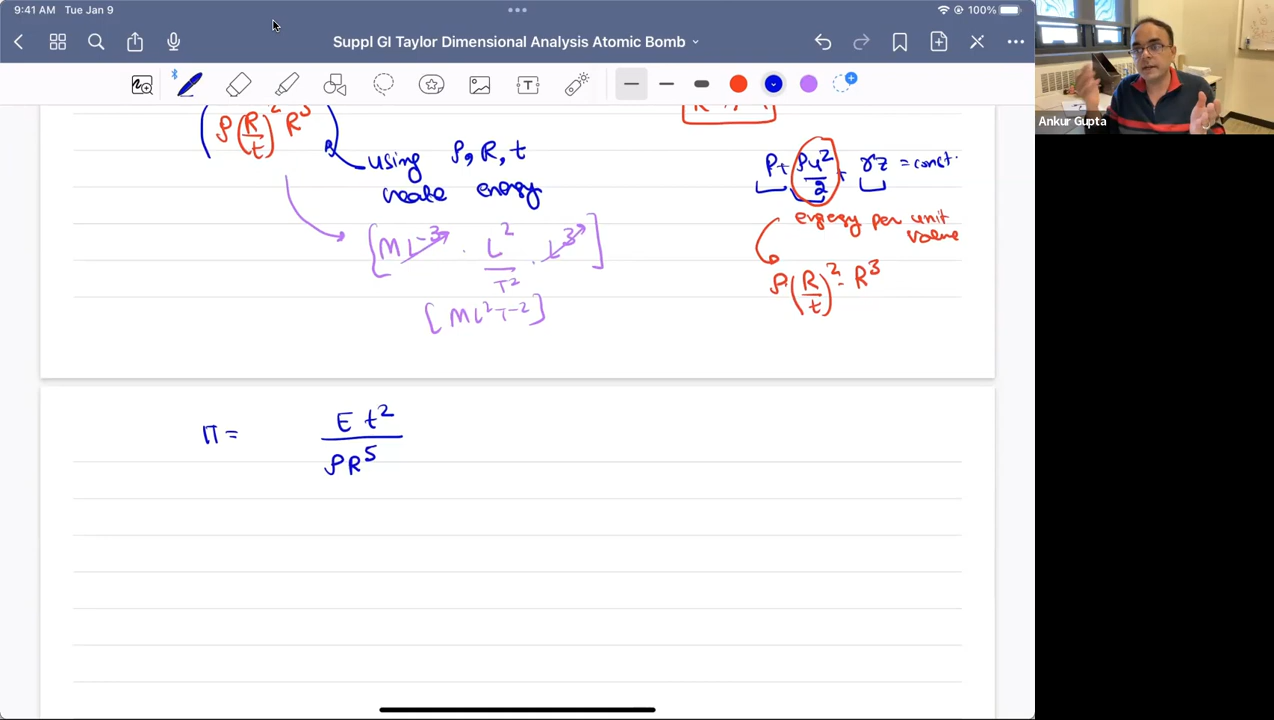 9:41 AM Tue Jan 9
100%
Suppl GI Taylor Dimensional Analysis Atomic Bomb
Ankur Gupta
(ρ(R/t)² R³)
using ρ, R, t
create energy
[ML⁻³ · L²/T² · L³]
[ML²T⁻²]
P + ρu²/2 + γz = const.
energy per unit
volume
ρ(R/t)² · R³
Π = E t²/ρR⁵